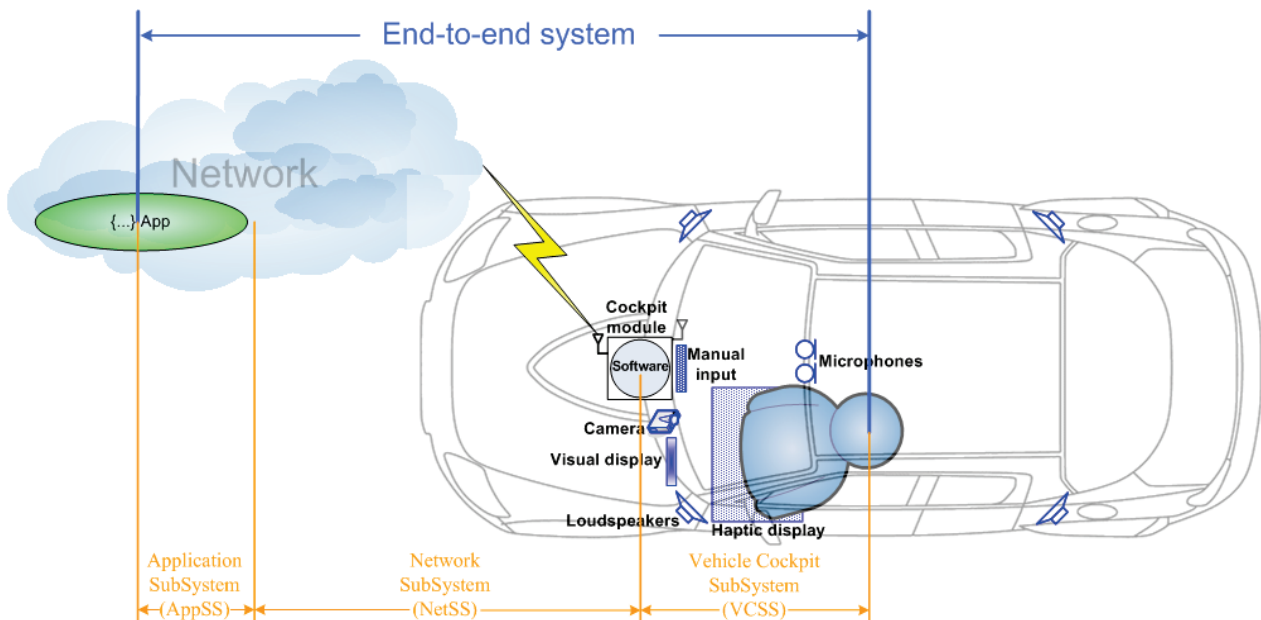 End-to-end system
Network
{...} App
Cockpit
module
Software
Manual
input
Microphones
Camera
Visual display
Loudspeakers
Haptic display
Application
SubSystem
(AppSS)
Network
SubSystem
(NetSS)
Vehicle Cockpit
SubSystem
(VCSS)